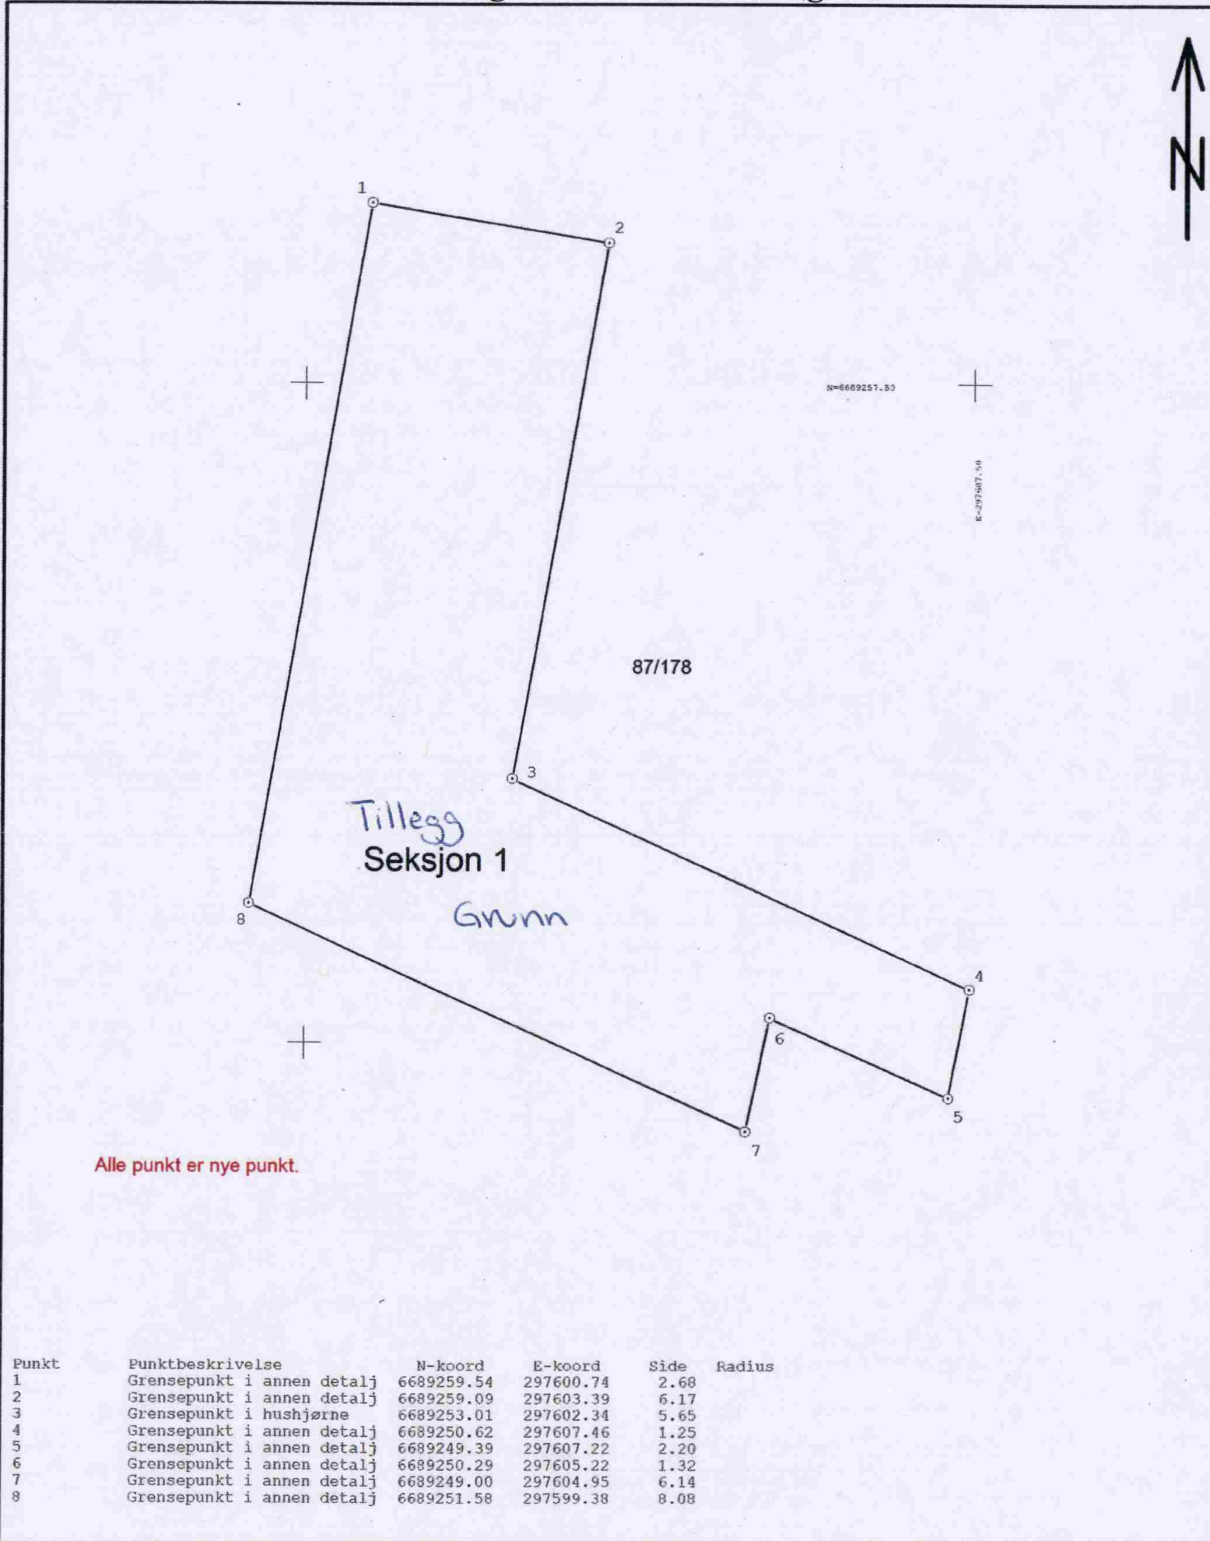 N
1
2
N=6689257.50
E=297607.50
87/178
3
Tillegg
Seksjon 1
Grunn
8
4
6
5
7
Alle punkt er nye punkt.
Punkt Punktbeskrivelse N-koord E-koord Side Radius
1 Grensepunkt i annen detalj 6689259.54 297600.74 2.68
2 Grensepunkt i annen detalj 6689259.09 297603.39 6.17
3 Grensepunkt i hushjørne 6689253.01 297602.34 5.65
4 Grensepunkt i annen detalj 6689250.62 297607.46 1.25
5 Grensepunkt i annen detalj 6689249.39 297607.22 2.20
6 Grensepunkt i annen detalj 6689250.29 297605.22 1.32
7 Grensepunkt i annen detalj 6689249.00 297604.95 6.14
8 Grensepunkt i annen detalj 6689251.58 297599.38 8.08